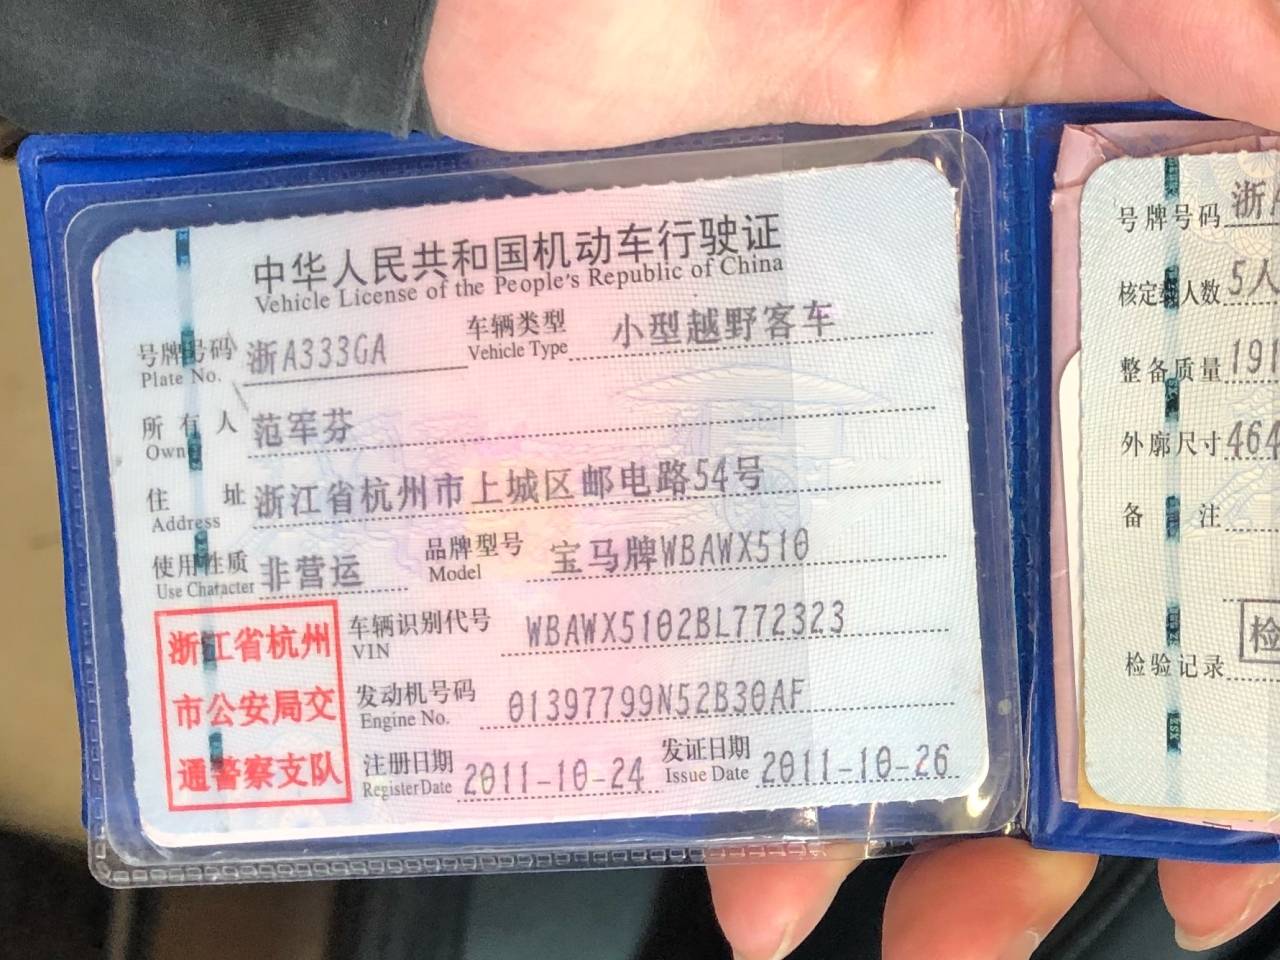 中华人民共和国机动车行驶证
Vehicle License of the People's Republic of China
号牌号码 浙A333GA 车辆类型 小型越野客车
Plate No. Vehicle Type
所有人 范军芬
Owner
住址 浙江省杭州市上城区邮电路54号
Address
使用性质 非营运 品牌型号 宝马牌WBAWX510
Use Character Model
浙江省杭州
市公安局交
通警察支队
车辆识别代号 WBAWX5102BL772323
VIN
发动机号码 01397799N52B30AF
Engine No.
注册日期 2011-10-24 发证日期 2011-10-26
Register Date Issue Date
号牌号码 浙
核定载人数 5人
整备质量 191
外廓尺寸 464
备注
检验记录 检